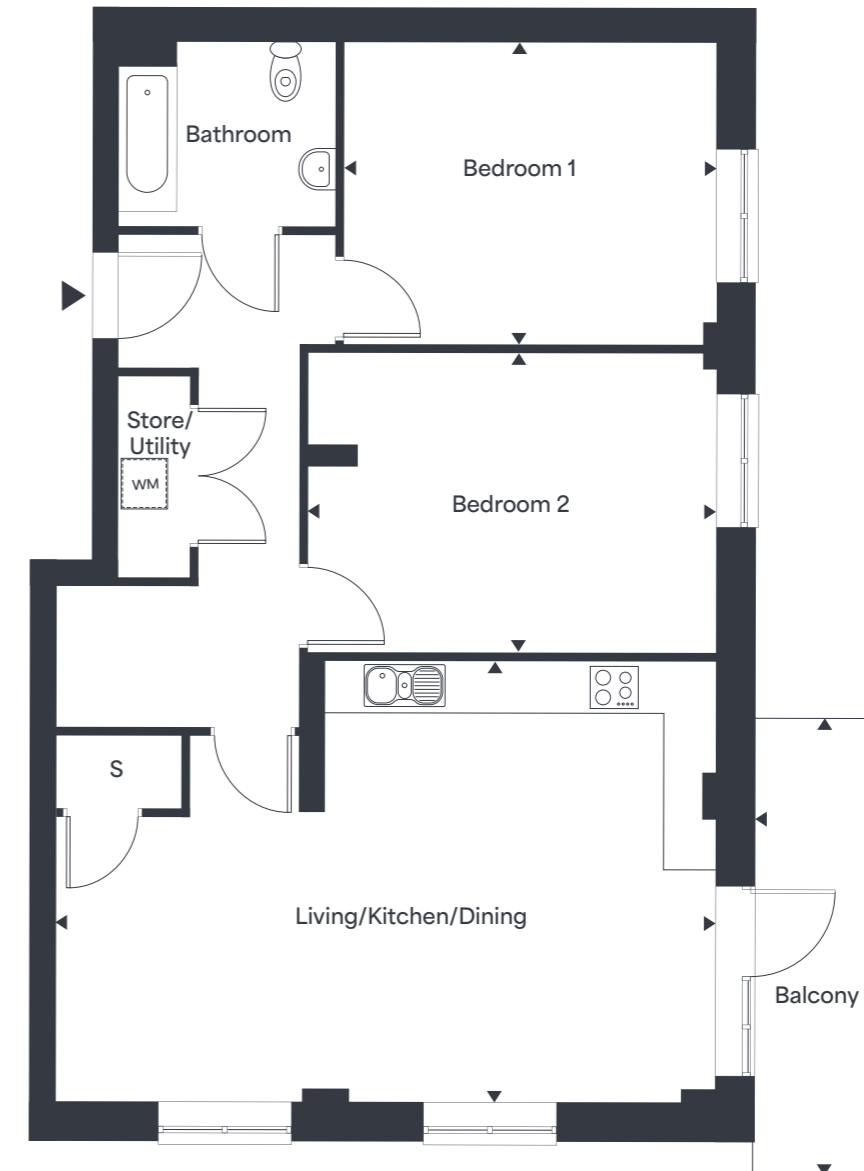 Bathroom
Bedroom 1
Store/
Utility
WM
Bedroom 2
S
Living/Kitchen/Dining
Balcony